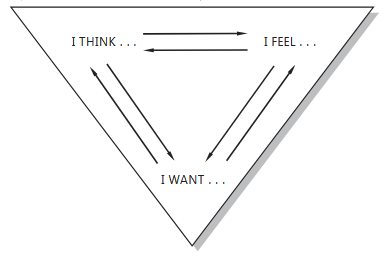 I THINK . . .
I FEEL . . .
I WANT . . .